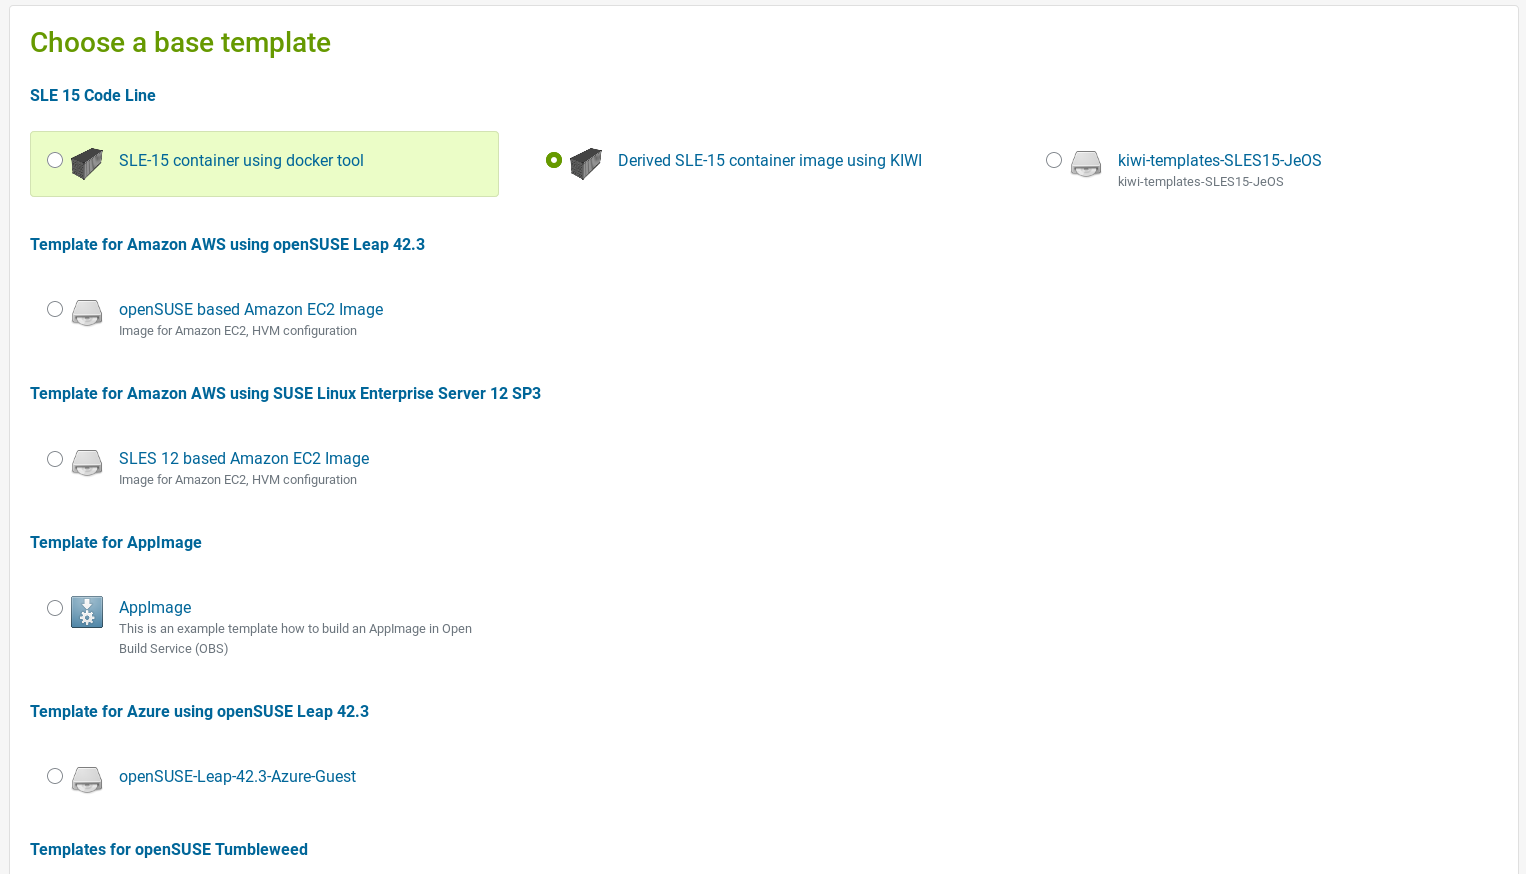 Choose a base template
SLE 15 Code Line
SLE-15 container using docker tool
Derived SLE-15 container image using KIWI
kiwi-templates-SLES15-JeOS
kiwi-templates-SLES15-JeOS
Template for Amazon AWS using openSUSE Leap 42.3
openSUSE based Amazon EC2 Image
Image for Amazon EC2, HVM configuration
Template for Amazon AWS using SUSE Linux Enterprise Server 12 SP3
SLES 12 based Amazon EC2 Image
Image for Amazon EC2, HVM configuration
Template for AppImage
AppImage
This is an example template how to build an AppImage in Open
Build Service (OBS)
Template for Azure using openSUSE Leap 42.3
openSUSE-Leap-42.3-Azure-Guest
Templates for openSUSE Tumbleweed